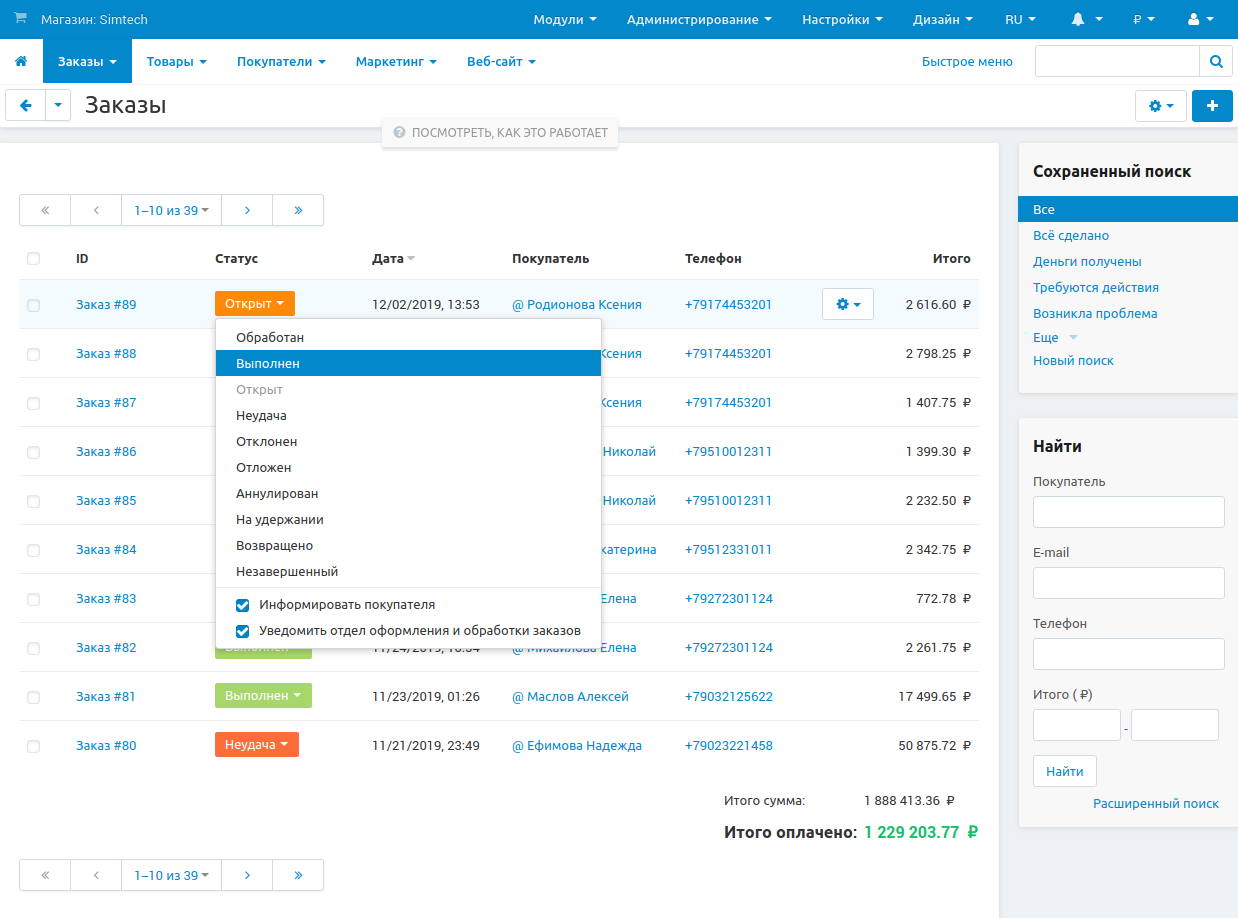 Магазин: Simtech Модули Администрирование Настройки Дизайн RU ₽
Заказы Товары Покупатели Маркетинг Веб-сайт Быстрое меню
Заказы
ПОСМОТРЕТЬ, КАК ЭТО РАБОТАЕТ
« ‹ 1–10 из 39 › »
ID Статус Дата Покупатель Телефон Итого
Заказ #89 Открыт 12/02/2019, 13:53 @ Родионова Ксения +79174453201 2 616.60 ₽
Обработан
Заказ #88 Ксения +79174453201 2 798.25 ₽
Выполнен
Открыт
Заказ #87 Ксения +79174453201 1 407.75 ₽
Неудача
Отклонен
Заказ #86 Николай +79510012311 1 399.30 ₽
Отложен
Аннулирован
Заказ #85 Николай +79510012311 2 232.50 ₽
На удержании
Возвращено
Заказ #84 катерина +79512331011 2 342.75 ₽
Незавершенный
Заказ #83 Елена +79272301124 772.78 ₽
Информировать покупателя
Уведомить отдел оформления и обработки заказов
Заказ #82 Выполнен 11/24/2019, @ Михайлова Елена +79272301124 2 261.75 ₽
Заказ #81 Выполнен 11/23/2019, 01:26 @ Маслов Алексей +79032125622 17 499.65 ₽
Заказ #80 Неудача 11/21/2019, 23:49 @ Ефимова Надежда +79023221458 50 875.72 ₽
Итого сумма: 1 888 413.36 ₽
Итого оплачено: 1 229 203.77 ₽
« ‹ 1–10 из 39 › »
Сохраненный поиск
Все
Всё сделано
Деньги получены
Требуются действия
Возникла проблема
Еще
Новый поиск
Найти
Покупатель
E-mail
Телефон
Итого (₽)
-
Найти
Расширенный поиск